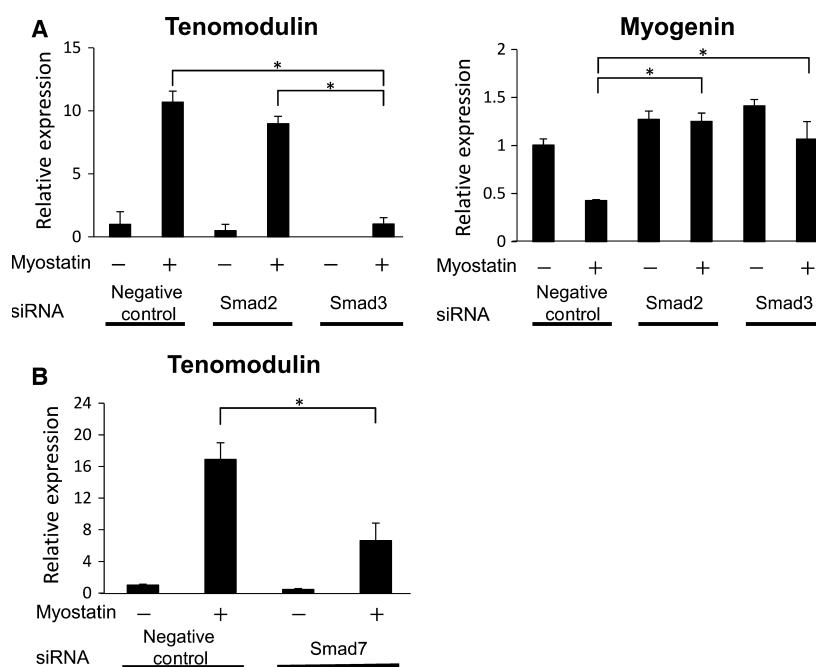 A
Tenomodulin
Relative expression
15
10
5
0
*
*
Myostatin − + − + − +
siRNA
Negative control
Smad2
Smad3
Myogenin
Relative expression
2
1.5
1
0.5
0
*
*
Myostatin − + − + − +
siRNA
Negative control
Smad2
Smad3
B
Tenomodulin
Relative expression
24
20
16
12
8
4
0
*
Myostatin − + − +
siRNA
Negative control
Smad7